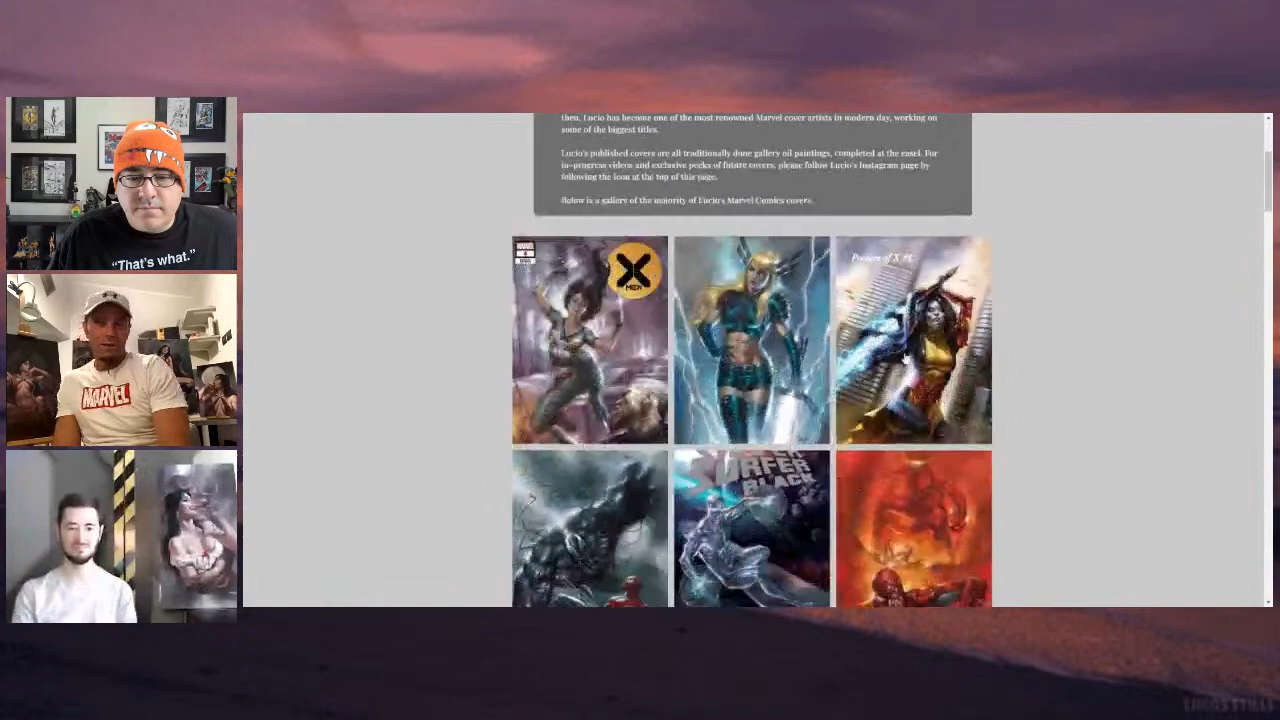 then, Lucio has become one of the most renowned Marvel cover artists in modern day, working on
some of the biggest titles.
Lucio's published covers are all traditionally done gallery oil paintings, completed at the easel. For
in-progress videos and exclusive peeks of future covers, please follow Lucio's Instagram page by
following the icon at the top of this page.
Below is a gallery of the majority of Lucio's Marvel Comics covers.
MARVEL
X
MEN
Powers of X #1
SURFER
BLACK
"That's what."
MARVEL